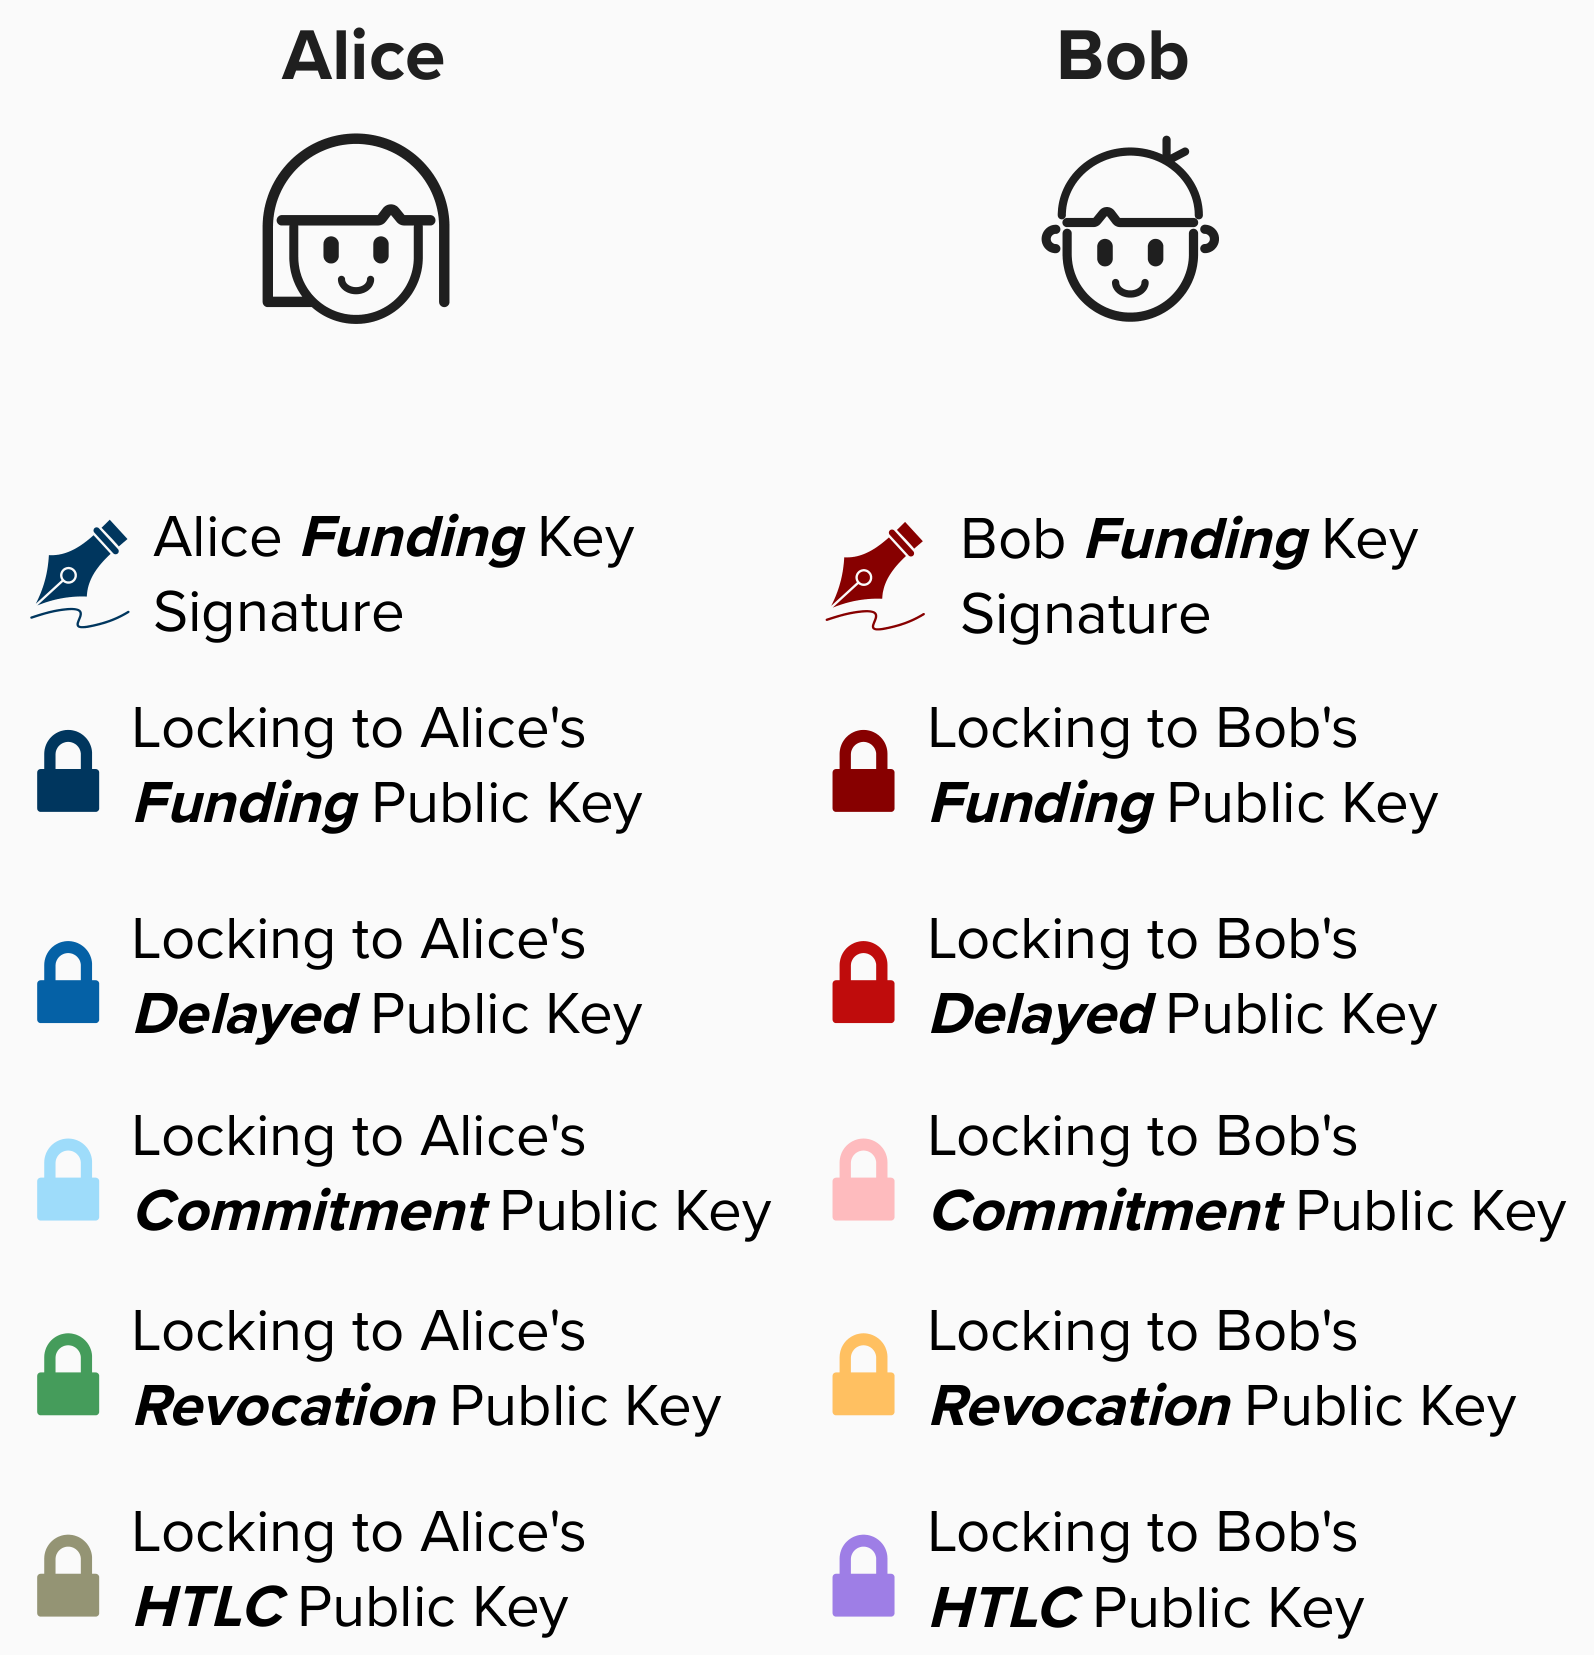 Alice
Bob
Alice Funding Key
Signature
Bob Funding Key
Signature
Locking to Alice's
Funding Public Key
Locking to Bob's
Funding Public Key
Locking to Alice's
Delayed Public Key
Locking to Bob's
Delayed Public Key
Locking to Alice's
Commitment Public Key
Locking to Bob's
Commitment Public Key
Locking to Alice's
Revocation Public Key
Locking to Bob's
Revocation Public Key
Locking to Alice's
HTLC Public Key
Locking to Bob's
HTLC Public Key